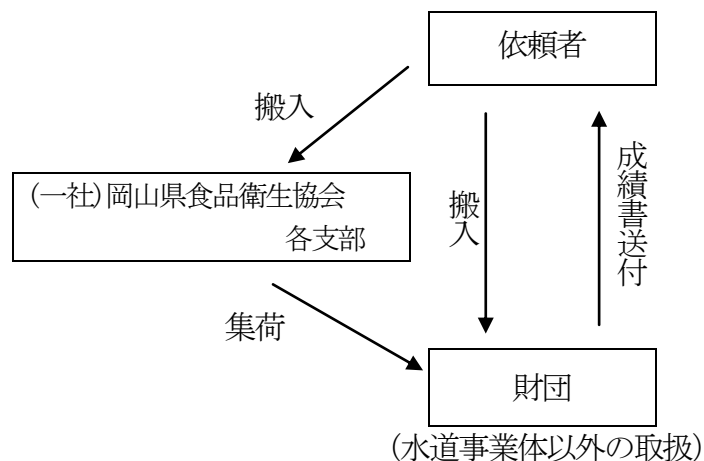 依頼者
搬入
(一社)岡山県食品衛生協会
各支部
搬入
成績書送付
集荷
財団
(水道事業体以外の取扱)